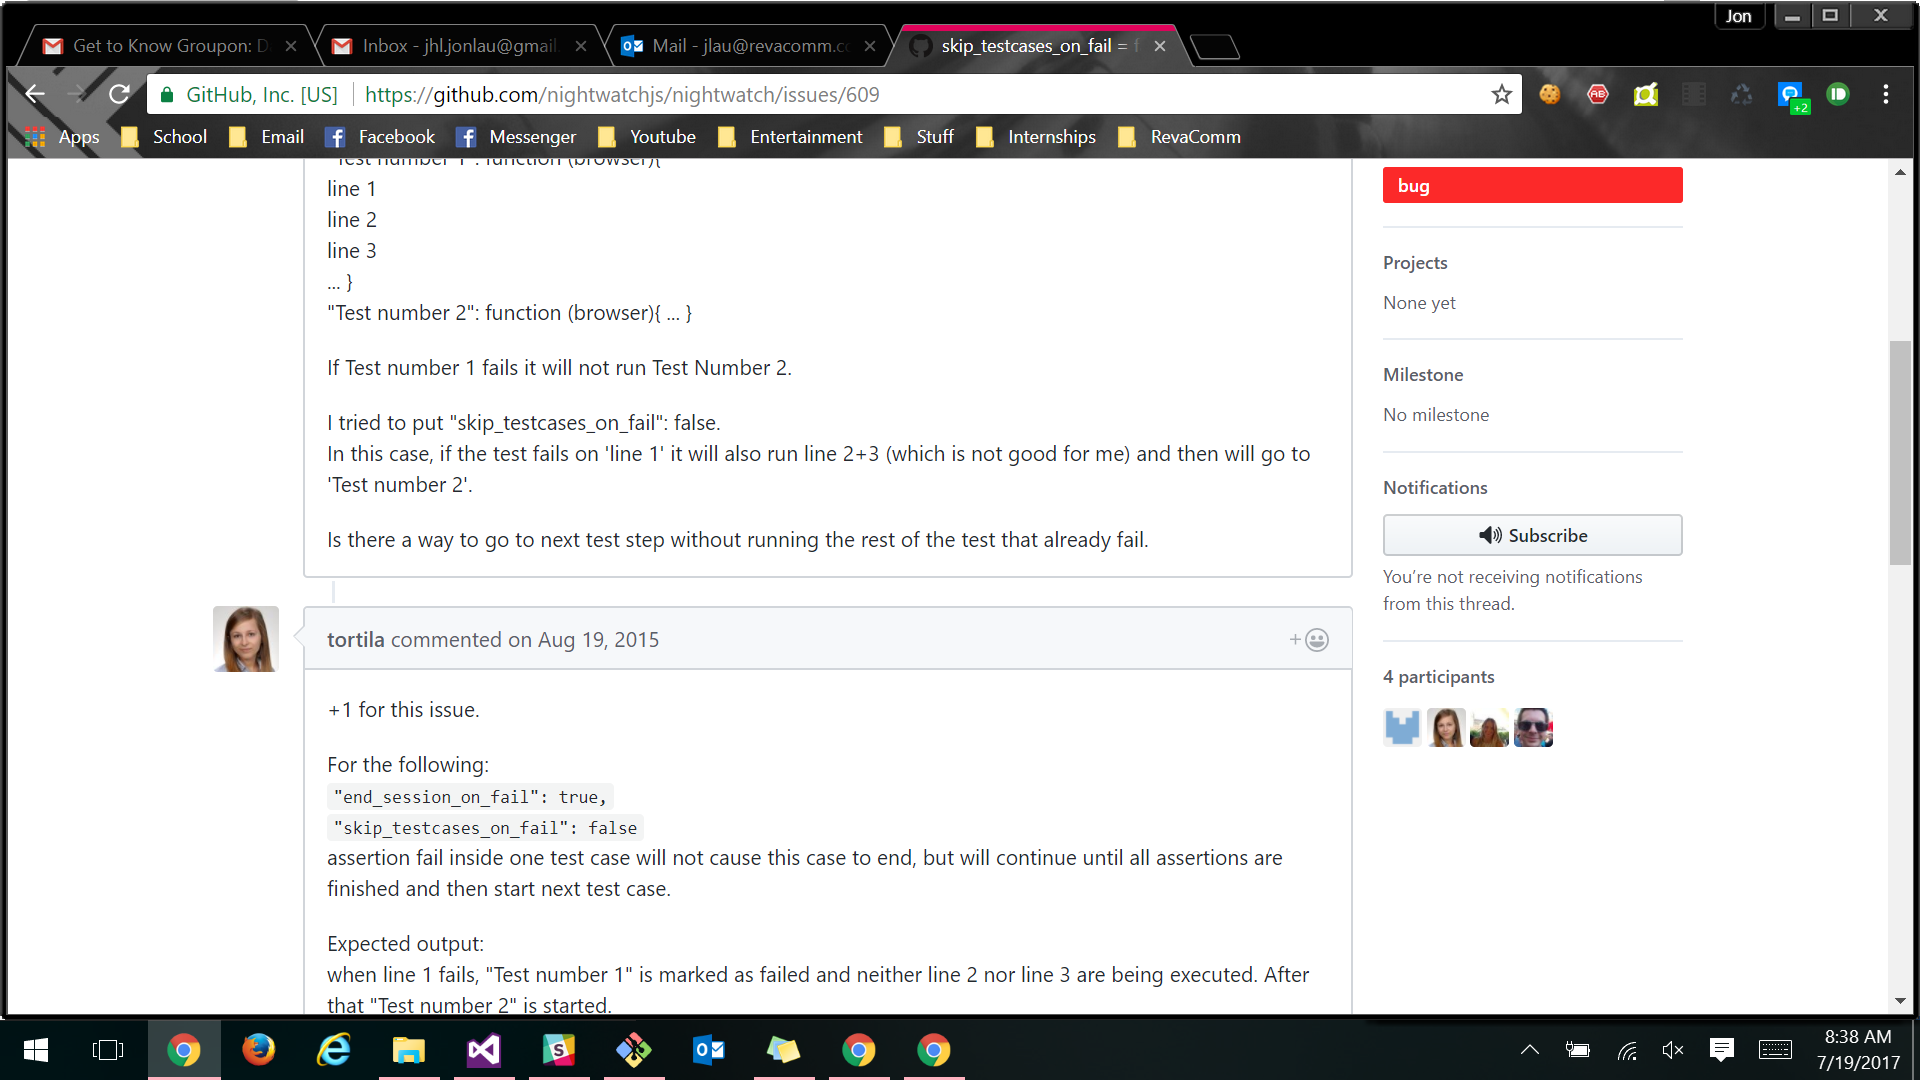 Jon
Get to Know Groupon: D
Inbox - jhl.jonlau@gmail.
Mail - jlau@revacomm.co
skip_testcases_on_fail = f
GitHub, Inc. [US]
https://github.com/nightwatchjs/nightwatch/issues/609
+2
Apps
School
Email
Facebook
Messenger
Youtube
Entertainment
Stuff
Internships
RevaComm
"Test number 1": function (browser){
line 1
line 2
line 3
... }
"Test number 2": function (browser){ ... }
If Test number 1 fails it will not run Test Number 2.
I tried to put "skip_testcases_on_fail": false.
In this case, if the test fails on 'line 1' it will also run line 2+3 (which is not good for me) and then will go to
'Test number 2'.
Is there a way to go to next test step without running the rest of the test that already fail.
tortila commented on Aug 19, 2015
+1 for this issue.
For the following:
"end_session_on_fail": true,
"skip_testcases_on_fail": false
assertion fail inside one test case will not cause this case to end, but will continue until all assertions are
finished and then start next test case.
Expected output:
when line 1 fails, "Test number 1" is marked as failed and neither line 2 nor line 3 are being executed. After
that "Test number 2" is started.
bug
Projects
None yet
Milestone
No milestone
Notifications
Subscribe
You’re not receiving notifications
from this thread.
4 participants
8:38 AM
7/19/2017